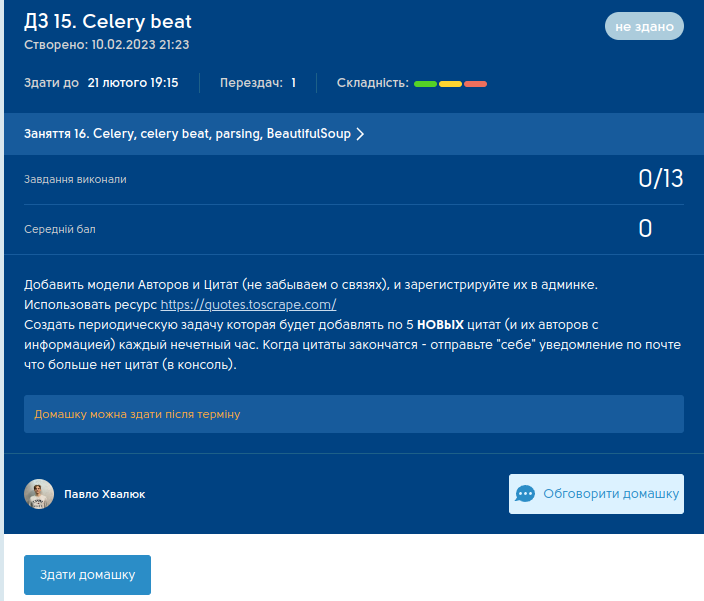 ДЗ 15. Celery beat
не здано
Створено: 10.02.2023 21:23
Здати до 21 лютого 19:15 Перездач: 1 Складність:
Заняття 16. Celery, celery beat, parsing, BeautifulSoup
Завдання виконали 0/13
Середній бал 0
Добавить модели Авторов и Цитат (не забываем о связях), и зарегистрируйте их в админке.
Использовать ресурс https://quotes.toscrape.com/
Создать периодическую задачу которая будет добавлять по 5 НОВЫХ цитат (и их авторов с
информацией) каждый нечетный час. Когда цитаты закончатся - отправьте "себе" уведомление по почте
что больше нет цитат (в консоль).
Домашку можна здати після терміну
Павло Хвалюк
Обговорити домашку
Здати домашку